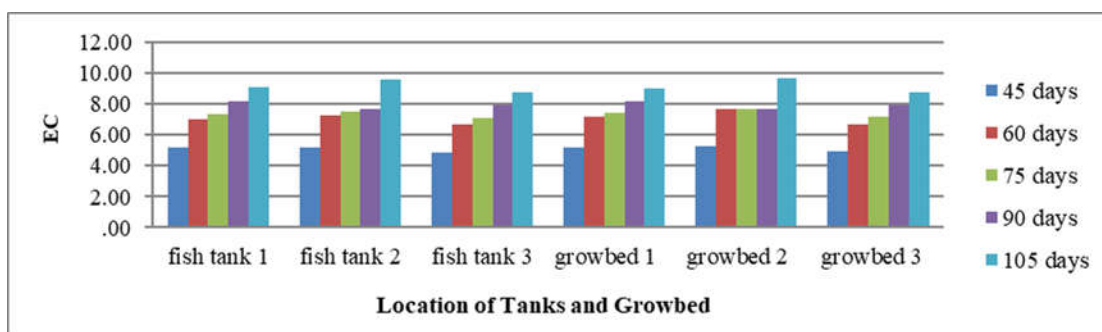 12.00
10.00
8.00
6.00
4.00
2.00
.00
EC
fish tank 1 fish tank 2 fish tank 3 growbed 1 growbed 2 growbed 3
Location of Tanks and Growbed
45 days
60 days
75 days
90 days
105 days